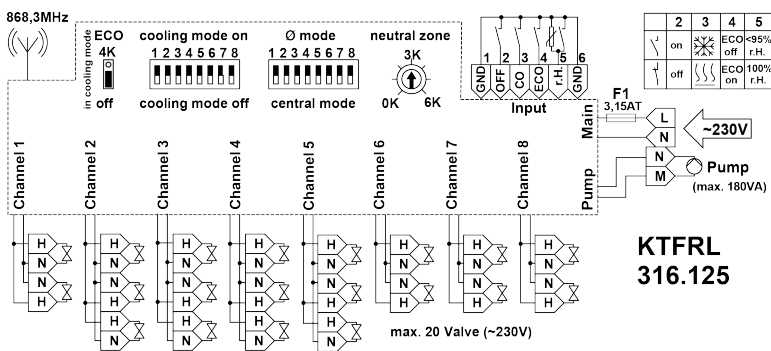 868,3MHz
in cooling mode
ECO
4K
off
cooling mode on
1 2 3 4 5 6 7 8
cooling mode off
Ø mode
1 2 3 4 5 6 7 8
central mode
neutral zone
3K
0K 6K
1 2 3 4 5 6
GND OFF CO ECO r.H. GND
Input
2 3 4 5
on ECO off <95% r.H.
off ECO on 100% r.H.
F1
3,15AT
Main
L
N
~230V
Pump
N
M
Pump
(max. 180VA)
Channel 1
Channel 2
Channel 3
Channel 4
Channel 5
Channel 6
Channel 7
Channel 8
H H H H H H H H
N N N N N N N N
N N N N N N N N
H H H H H H H H
H H H H
N N N N
max. 20 Valve (~230V)
KTFRL
316.125